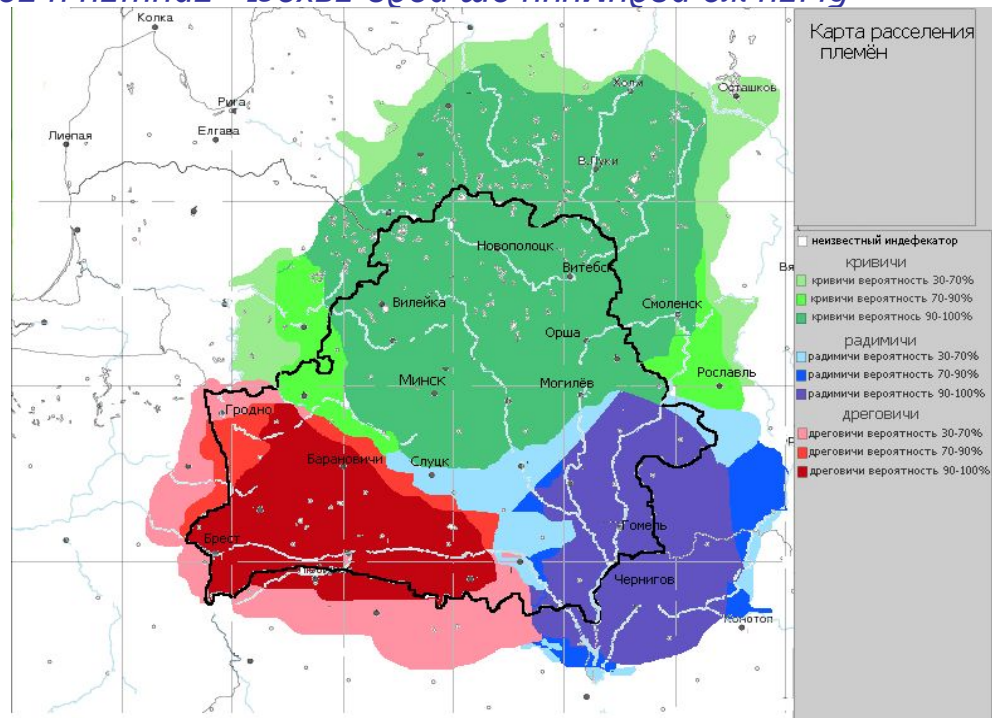 Карта расселения
племён
Колка
Рига
Лиепая
Елгава
Холм
Осташков
В.Луки
Новополоцк
Витебск
Вя
Вилейка
Смоленск
Орша
Минск
Могилёв
Рославль
Гродно
Барановичи
Слуцк
Гомель
Брест
Чернигов
Конотоп
неизвестный индефекатор
кривичи
кривичи вероятность 30-70%
кривичи вероятность 70-90%
кривичи вероятнось 90-100%
радимичи
радимичи вероятность 30-70%
радимичи вероятность 70-90%
радимичи вероятность 90-100%
дреговичи
дреговичи вероятность 30-70%
дреговичи вероятность 70-90%
дреговичи вероятность 90-100%